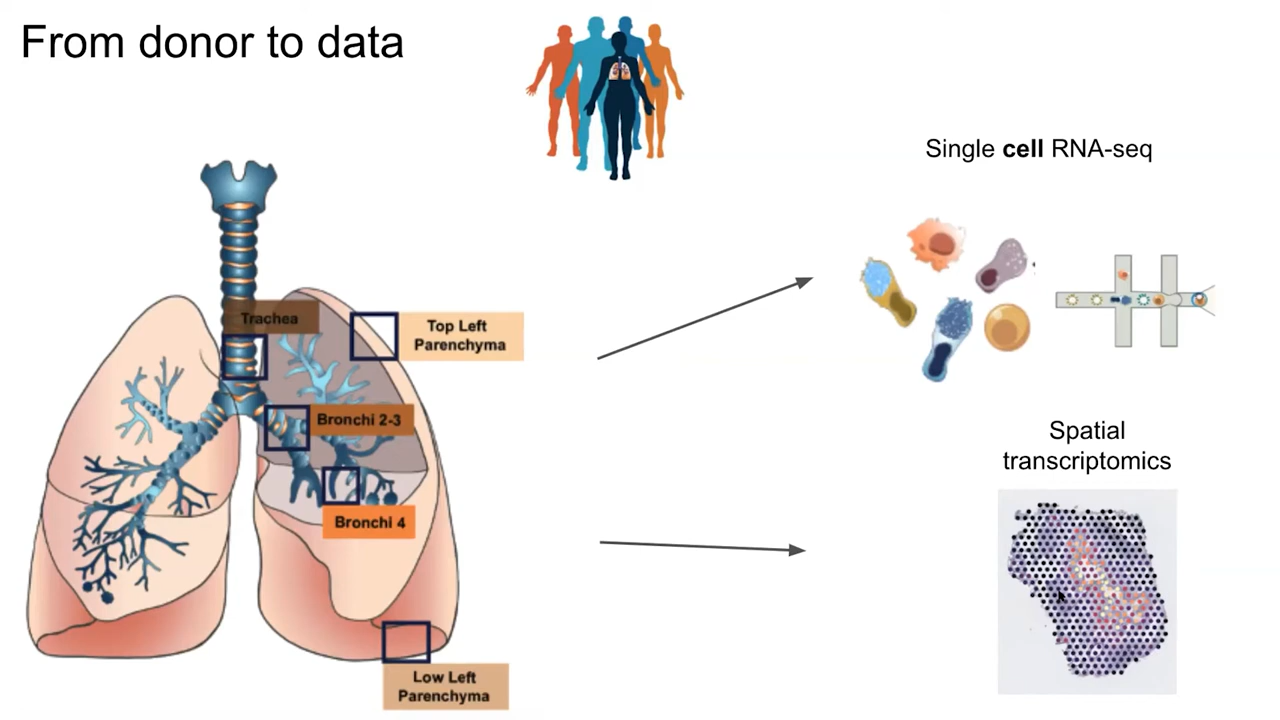 From donor to data
Single cell RNA-seq
Trachea
Top Left
Parenchyma
Bronchi 2-3
Bronchi 4
Low Left
Parenchyma
Spatial
transcriptomics